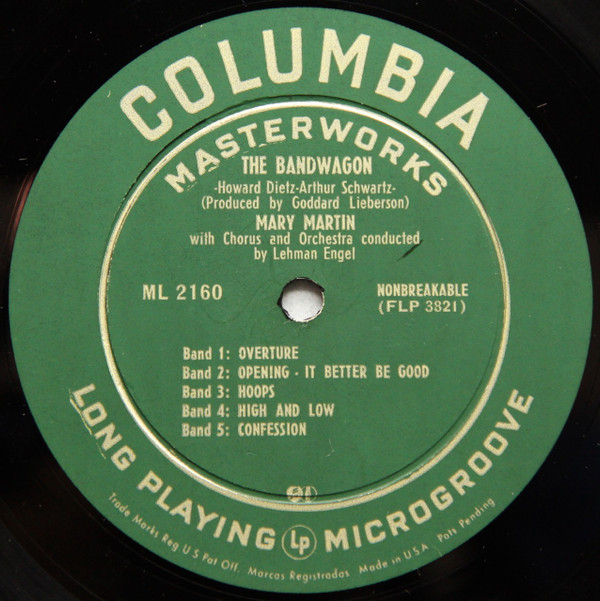 COLUMBIA
MASTERWORKS
THE BANDWAGON
-Howard Dietz-Arthur Schwartz-
(Produced by Goddard Lieberson)
MARY MARTIN
with Chorus and Orchestra conducted
by Lehman Engel
ML 2160
NONBREAKABLE
(FLP 3821)
Band 1: OVERTURE
Band 2: OPENING - IT BETTER BE GOOD
Band 3: HOOPS
Band 4: HIGH AND LOW
Band 5: CONFESSION
LONG PLAYING Lp MICROGROOVE
Trade Marks Reg U S Pat Off. Marcas Registradas Made in U S A Pats Pending